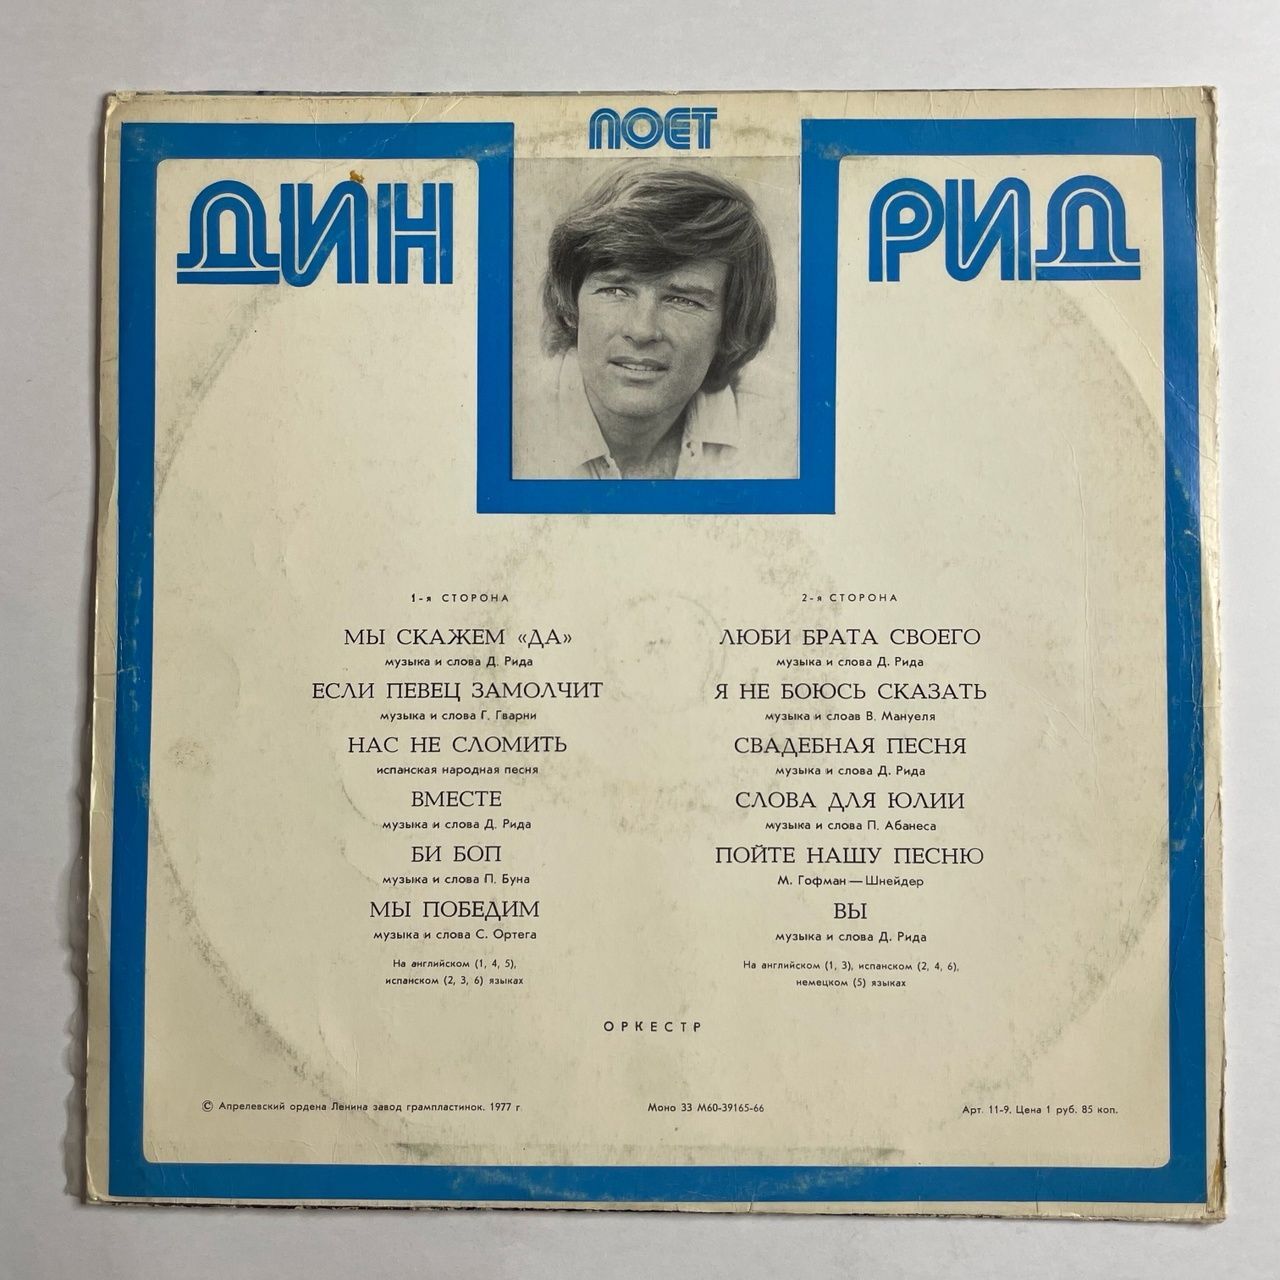 ПОЕТ
ДИН
РИД
1-я СТОРОНА
МЫ СКАЖЕМ «ДА»
музыка и слова Д. Рида
ЕСЛИ ПЕВЕЦ ЗАМОЛЧИТ
музыка и слова Г. Гварни
НАС НЕ СЛОМИТЬ
испанская народная песня
ВМЕСТЕ
музыка и слова Д. Рида
БИ БОП
музыка и слова П. Буна
МЫ ПОБЕДИМ
музыка и слова С. Ортега
На английском (1, 4, 5),
испанском (2, 3, 6) языках
2-я СТОРОНА
ЛЮБИ БРАТА СВОЕГО
музыка и слова Д. Рида
Я НЕ БОЮСЬ СКАЗАТЬ
музыка и слоав В. Мануеля
СВАДЕБНАЯ ПЕСНЯ
музыка и слова Д. Рида
СЛОВА ДЛЯ ЮЛИИ
музыка и слова П. Абанеса
ПОЙТЕ НАШУ ПЕСНЮ
М. Гофман — Шнейдер
ВЫ
музыка и слова Д. Рида
На английском (1, 3), испанском (2, 4, 6),
немецком (5) языках
ОРКЕСТР
© Апрелевский ордена Ленина завод грампластинок. 1977 г.
Моно 33 М60-39165-66
Арт. 11-9. Цена 1 руб. 85 коп.